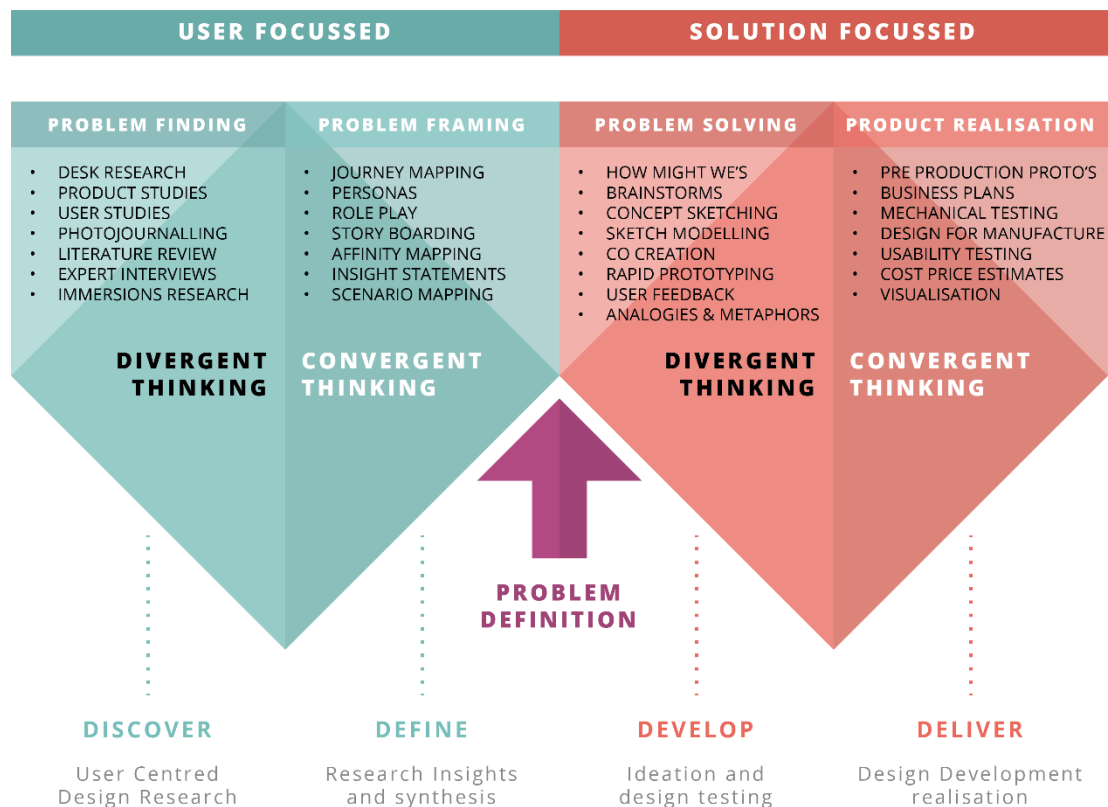 USER FOCUSSED
SOLUTION FOCUSSED
PROBLEM FINDING
• DESK RESEARCH
• PRODUCT STUDIES
• USER STUDIES
• PHOTOJOURNALLING
• LITERATURE REVIEW
• EXPERT INTERVIEWS
• IMMERSIONS RESEARCH
DIVERGENT
THINKING
PROBLEM FRAMING
• JOURNEY MAPPING
• PERSONAS
• ROLE PLAY
• STORY BOARDING
• AFFINITY MAPPING
• INSIGHT STATEMENTS
• SCENARIO MAPPING
CONVERGENT
THINKING
PROBLEM SOLVING
• HOW MIGHT WE'S
• BRAINSTORMS
• CONCEPT SKETCHING
• SKETCH MODELLING
• CO CREATION
• RAPID PROTOTYPING
• USER FEEDBACK
• ANALOGIES & METAPHORS
DIVERGENT
THINKING
PRODUCT REALISATION
• PRE PRODUCTION PROTO'S
• BUSINESS PLANS
• MECHANICAL TESTING
• DESIGN FOR MANUFACTURE
• USABILITY TESTING
• COST PRICE ESTIMATES
• VISUALISATION
CONVERGENT
THINKING
PROBLEM
DEFINITION
DISCOVER
User Centred
Design Research
DEFINE
Research Insights
and synthesis
DEVELOP
Ideation and
design testing
DELIVER
Design Development
realisation